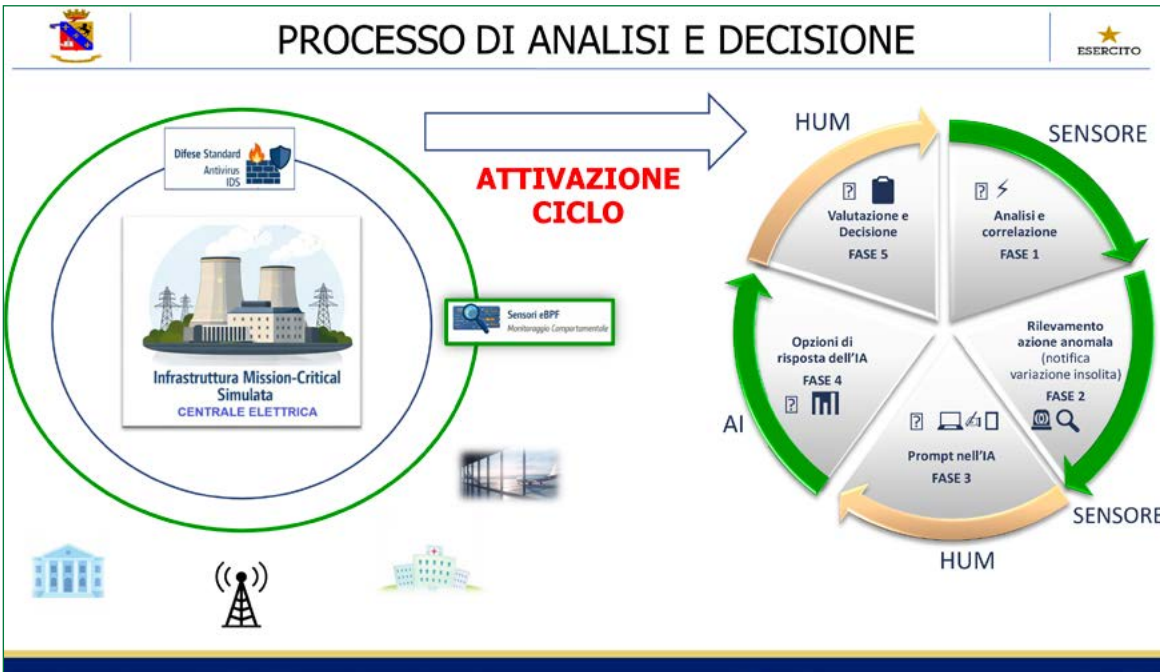 PROCESSO DI ANALISI E DECISIONE
ESERCITO
Difese Standard
Antivirus
IDS
Infrastruttura Mission-Critical
Simulata
CENTRALE ELETTRICA
Sensori eBPF
Monitoraggio Comportamentale
ATTIVAZIONE
CICLO
HUM
SENSORE
Valutazione e
Decisione
FASE 5
Analisi e
correlazione
FASE 1
Rilevamento
azione anomala
(notifica
variazione insolita)
FASE 2
Opzioni di
risposta dell'IA
FASE 4
AI
Prompt nell'IA
FASE 3
SENSORE
HUM